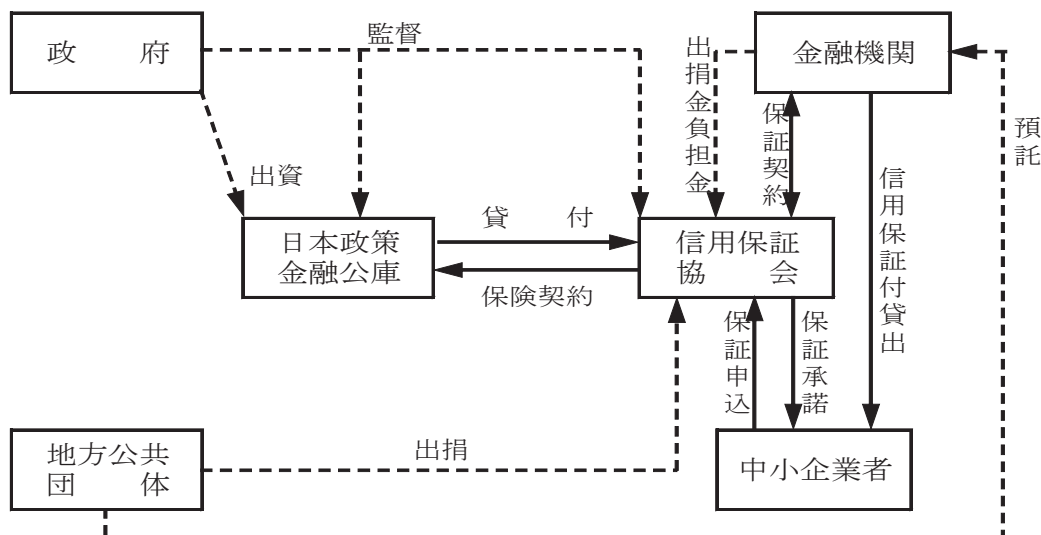 政　　府
監督
出捐金負担金
金融機関
預託
保証契約
出資
信用保証付貸出
日本政策
金融公庫
貸　　付
保険契約
信用保証
協　　会
保証申込
保証承諾
地方公共
団　　体
出捐
中小企業者